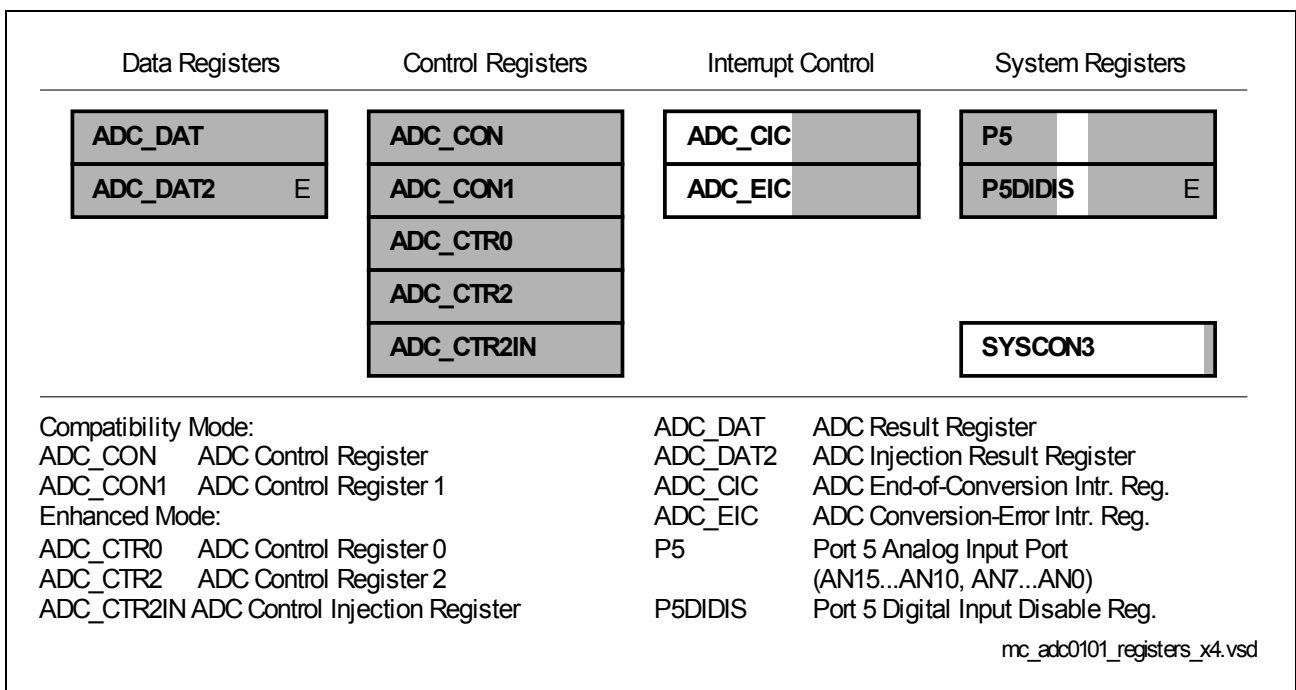 Data Registers Control Registers Interrupt Control System Registers
ADC_DAT ADC_CON ADC_CIC P5
ADC_DAT2 E ADC_CON1 ADC_EIC P5DIDIS E
ADC_CTR0
ADC_CTR2
ADC_CTR2IN SYSCON3
Compatibility Mode:
ADC_CON ADC Control Register
ADC_CON1 ADC Control Register 1
Enhanced Mode:
ADC_CTR0 ADC Control Register 0
ADC_CTR2 ADC Control Register 2
ADC_CTR2IN ADC Control Injection Register
ADC_DAT ADC Result Register
ADC_DAT2 ADC Injection Result Register
ADC_CIC ADC End-of-Conversion Intr. Reg.
ADC_EIC ADC Conversion-Error Intr. Reg.
P5 Port 5 Analog Input Port
(AN15...AN10, AN7...AN0)
P5DIDIS Port 5 Digital Input Disable Reg.
mc_adc0101_registers_x4.vsd